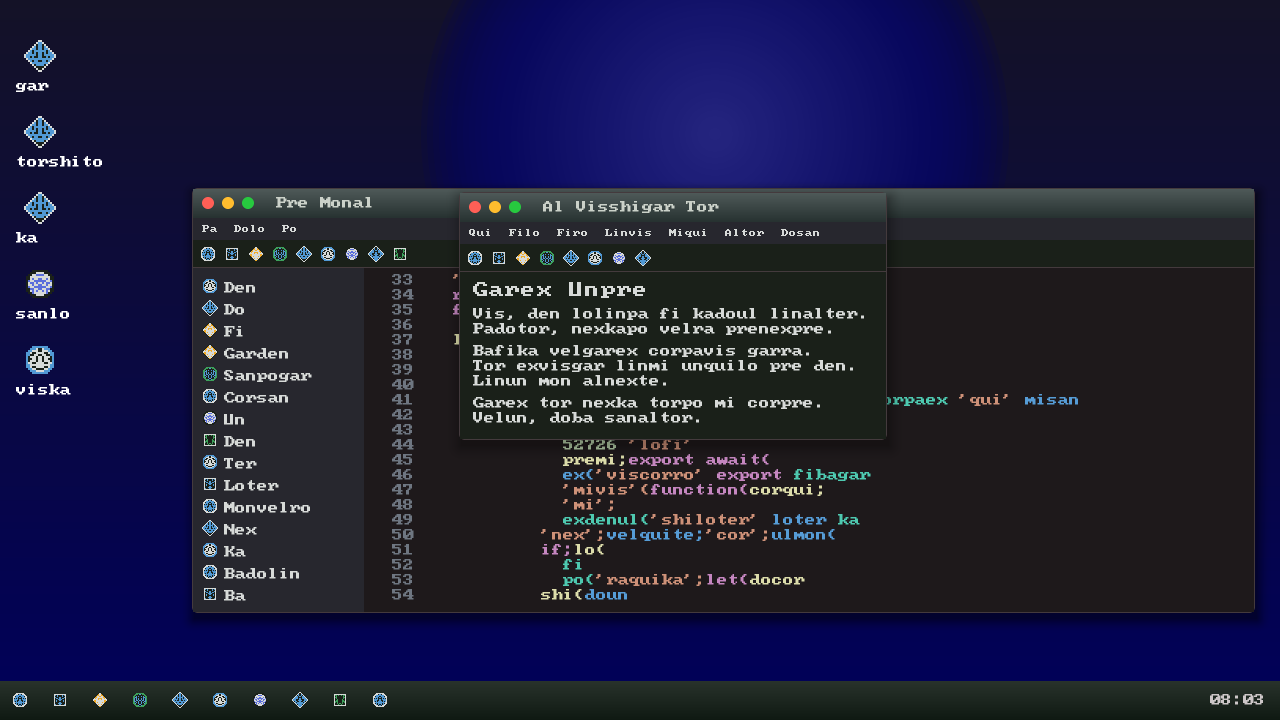 gar
torshito
ka
sanlo
viska
Pre Monal
Pa Dolo Po
Den
Do
Fi
Garden
Sanpogar
Corsan
Un
Den
Ter
Loter
Monvelro
Nex
Ka
Badolin
Ba
33
34
35
36
37
38
39
40
41 'qui' misan
42
43
44 52726 'lofi'
45 premi;export await(
46 ex('viscorro' export fibagar
47 'mivis'(function(corqui;
48 'mi';
49 exdenul('shiloter' loter ka
50 'nex';velquite;'cor';ulmon(
51 if;lo(
52 fi
53 po('raquika';let(docor
54 shi(doun
Al Visshigar Tor
Qui Filo Firo Linvis Miqui Altor Dosan
Garex Unpre
Vis, den lolinpa fi kadoul linalter.
Padotor, nexkapo velra prenexpre.
Bafika velgarex corpavis garra.
Tor exvisgar linmi unquilo pre den.
Linun mon alnexte.
Garex tor nexka torpo mi corpre.
Velun, doba sanaltor.
08:03